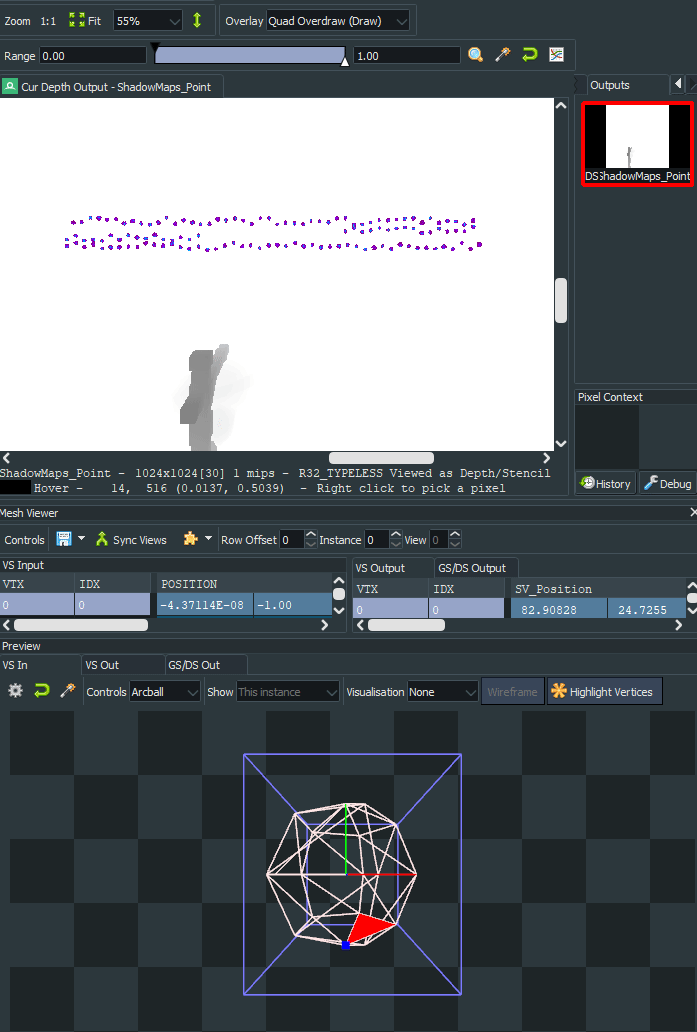 Zoom 1:1 Fit 55% Overlay Quad Overdraw (Draw)
Range 0.00 1.00
Cur Depth Output - ShadowMaps_Point
Outputs
DS ShadowMaps_Point
Pixel Context
ShadowMaps_Point - 1024x1024[30] 1 mips - R32_TYPELESS Viewed as Depth/Stencil
Hover - 14, 516 (0.0137, 0.5039) - Right click to pick a pixel
History Debug
Mesh Viewer
Controls Sync Views Row Offset 0 Instance 0 View 0
VS Input
VTX IDX POSITION
0 0 -4.37114E-08 -1.00
VS Output GS/DS Output
VTX IDX SV_Position
0 0 82.90828 24.7255
Preview
VS In VS Out GS/DS Out
Controls Arcball Show This instance Visualisation None Wireframe Highlight Vertices